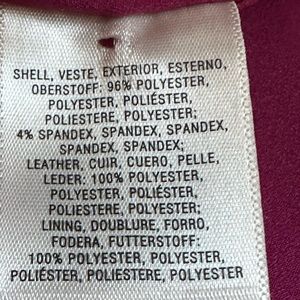 SHELL, VESTE, EXTERIOR, ESTERNO,
OBERSTOFF: 96% POLYESTER,
POLYESTER, POLIÉSTER,
POLIESTERE, POLYESTER;
4% SPANDEX, SPANDEX, SPANDEX,
SPANDEX, SPANDEX;
LEATHER, CUIR, CUERO, PELLE,
LEDER: 100% POLYESTER,
POLYESTER, POLIÉSTER,
POLIESTERE, POLYESTER;
LINING, DOUBLURE, FORRO,
FODERA, FUTTERSTOFF:
100% POLYESTER, POLYESTER,
POLIÉSTER, POLIESTERE, POLYESTER